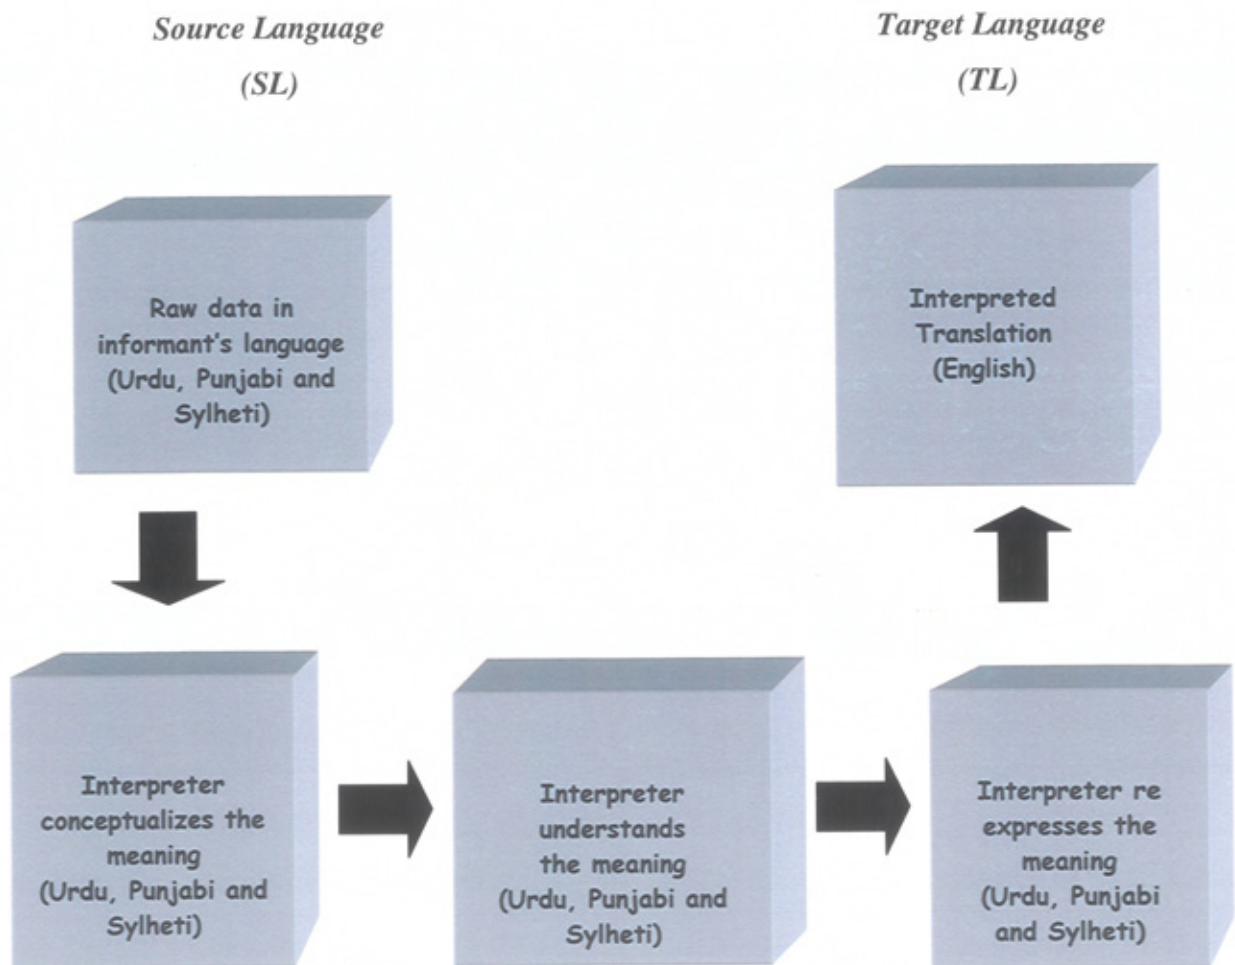 Source Language
(SL)
Target Language
(TL)
Raw data in
informant's language
(Urdu, Punjabi and
Sylheti)
Interpreted
Translation
(English)
Interpreter
conceptualizes the
meaning
(Urdu, Punjabi and
Sylheti)
Interpreter
understands
the meaning
(Urdu, Punjabi and
Sylheti)
Interpreter re
expresses the
meaning
(Urdu, Punjabi
and Sylheti)